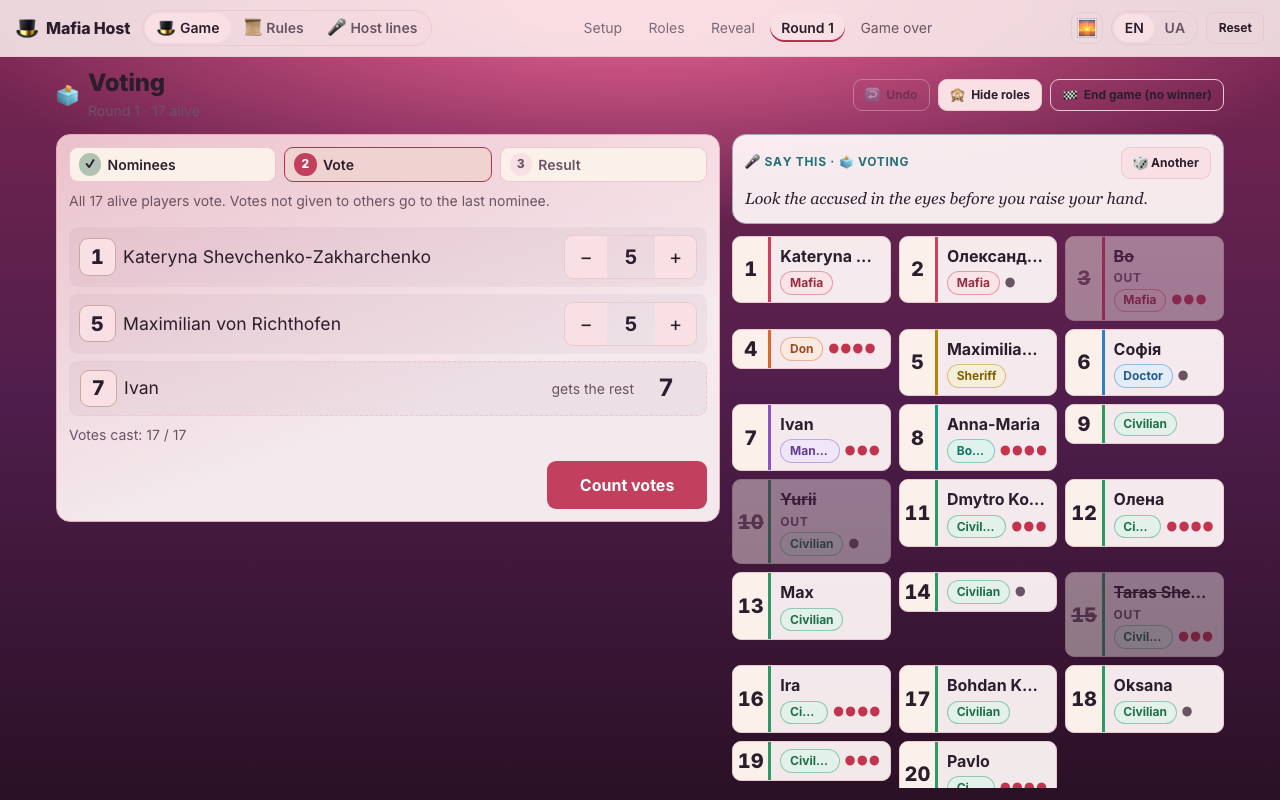 Mafia Host
Game
Rules
Host lines
Setup
Roles
Reveal
Round 1
Game over
EN
UA
Reset
Voting
Round 1 · 17 alive
Undo
Hide roles
End game (no winner)
✓ Nominees
2 Vote
3 Result
All 17 alive players vote. Votes not given to others go to the last nominee.
1 Kateryna Shevchenko-Zakharchenko − 5 +
5 Maximilian von Richthofen − 5 +
7 Ivan gets the rest 7
Votes cast: 17 / 17
Count votes
SAY THIS · VOTING
Another
Look the accused in the eyes before you raise your hand.
1 Kateryna ...
Mafia
2 Олександ...
Mafia
3 Bo
OUT
Mafia
4 Don
5 Maximilia...
Sheriff
6 Софія
Doctor
7 Ivan
Man...
8 Anna-Maria
Bo...
9 Civilian
10 Yurii
OUT
Civilian
11 Dmytro Ko...
Civil...
12 Олена
Ci...
13 Max
Civilian
14 Civilian
15 Taras She...
OUT
Civil...
16 Ira
Ci...
17 Bohdan K...
Civilian
18 Oksana
Civilian
19 Civil...
20 Pavlo
Ci...